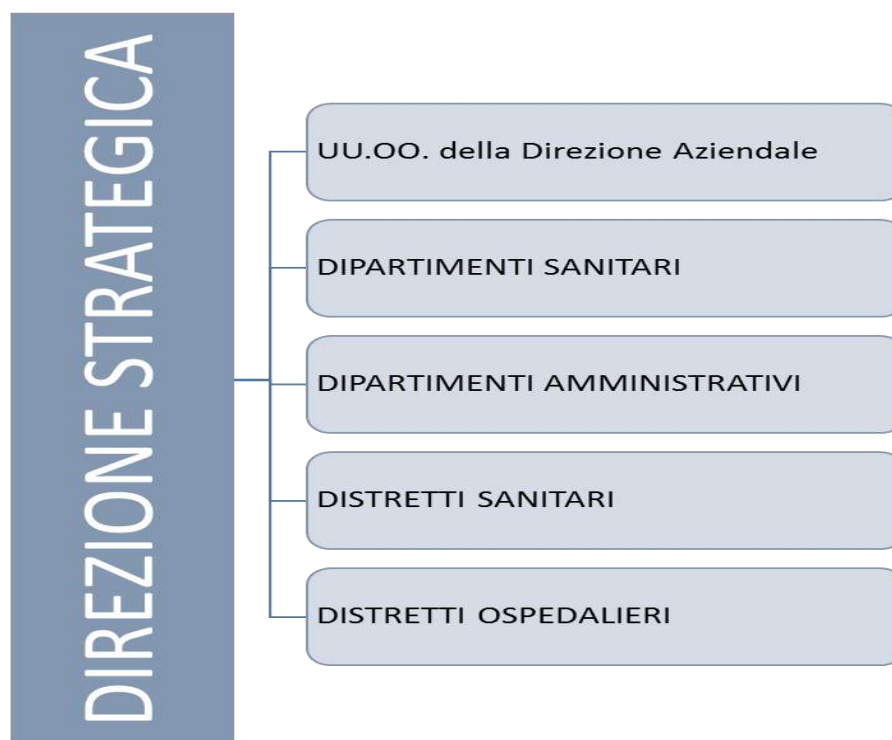 DIREZIONE STRATEGICA
UU.OO. della Direzione Aziendale
DIPARTIMENTI SANITARI
DIPARTIMENTI AMMINISTRATIVI
DISTRETTI SANITARI
DISTRETTI OSPEDALIERI